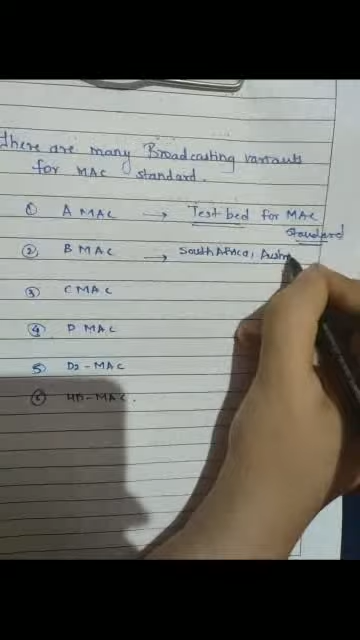 There are many Broadcasting variants
for MAC standard.
① A MAC → Test bed for MAC
standard
② B MAC → South Africa, Austr
③ C MAC
④ D MAC
5 D2 - MAC
⑥ HD - MAC.